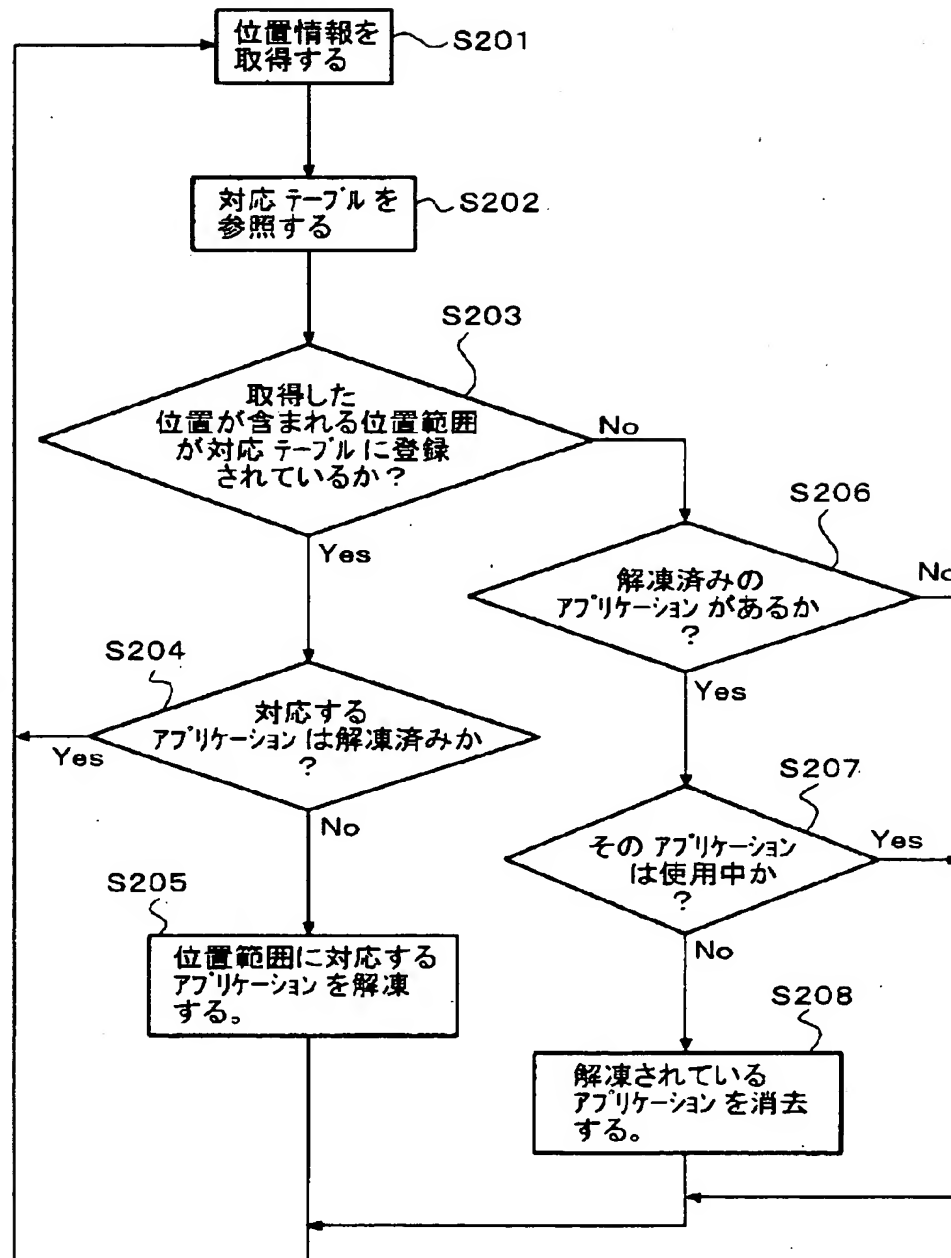 位置情報を
取得する
S201
対応テーブルを
参照する
S202
S203
取得した
位置が含まれる位置範囲
が対応テーブルに登録
されているか?
No
Yes
S206
解凍済みの
アプリケーションがあるか
?
No
Yes
S204
対応する
アプリケーションは解凍済みか
?
Yes
No
S207
そのアプリケーション
は使用中か
?
Yes
No
S205
位置範囲に対応する
アプリケーションを解凍
する。
S208
解凍されている
アプリケーションを消去
する。